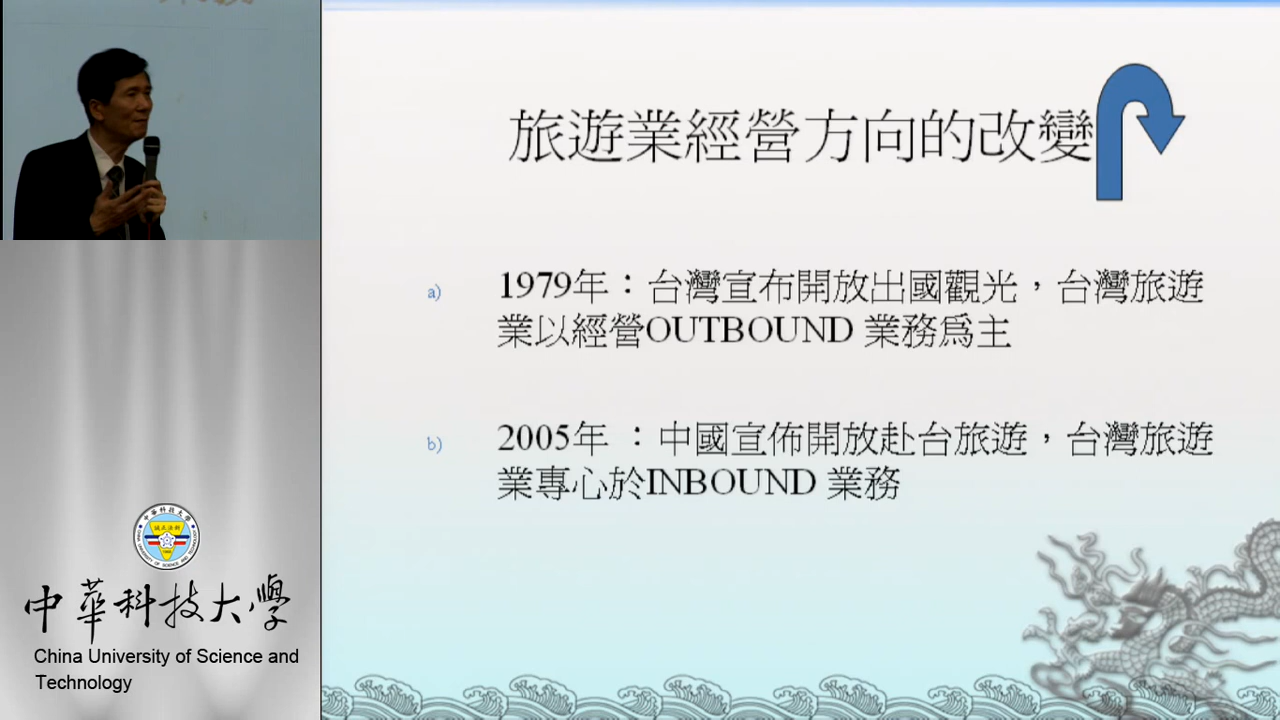 旅遊業經營方向的改變
a) 1979年：台灣宣布開放出國觀光，台灣旅遊
業以經營OUTBOUND 業務為主
b) 2005年 ：中國宣佈開放赴台旅遊，台灣旅遊
業專心於INBOUND 業務
中華科技大學
China University of Science and
Technology